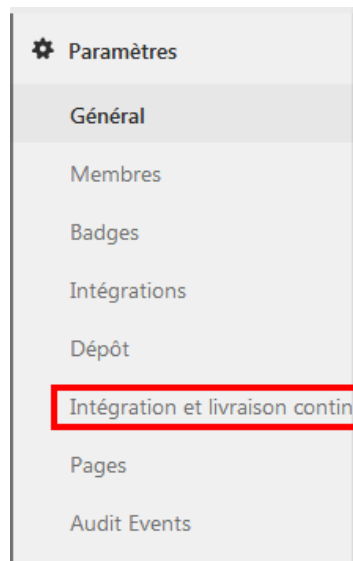 Paramètres
Général
Membres
Badges
Intégrations
Dépôt
Intégration et livraison contin
Pages
Audit Events